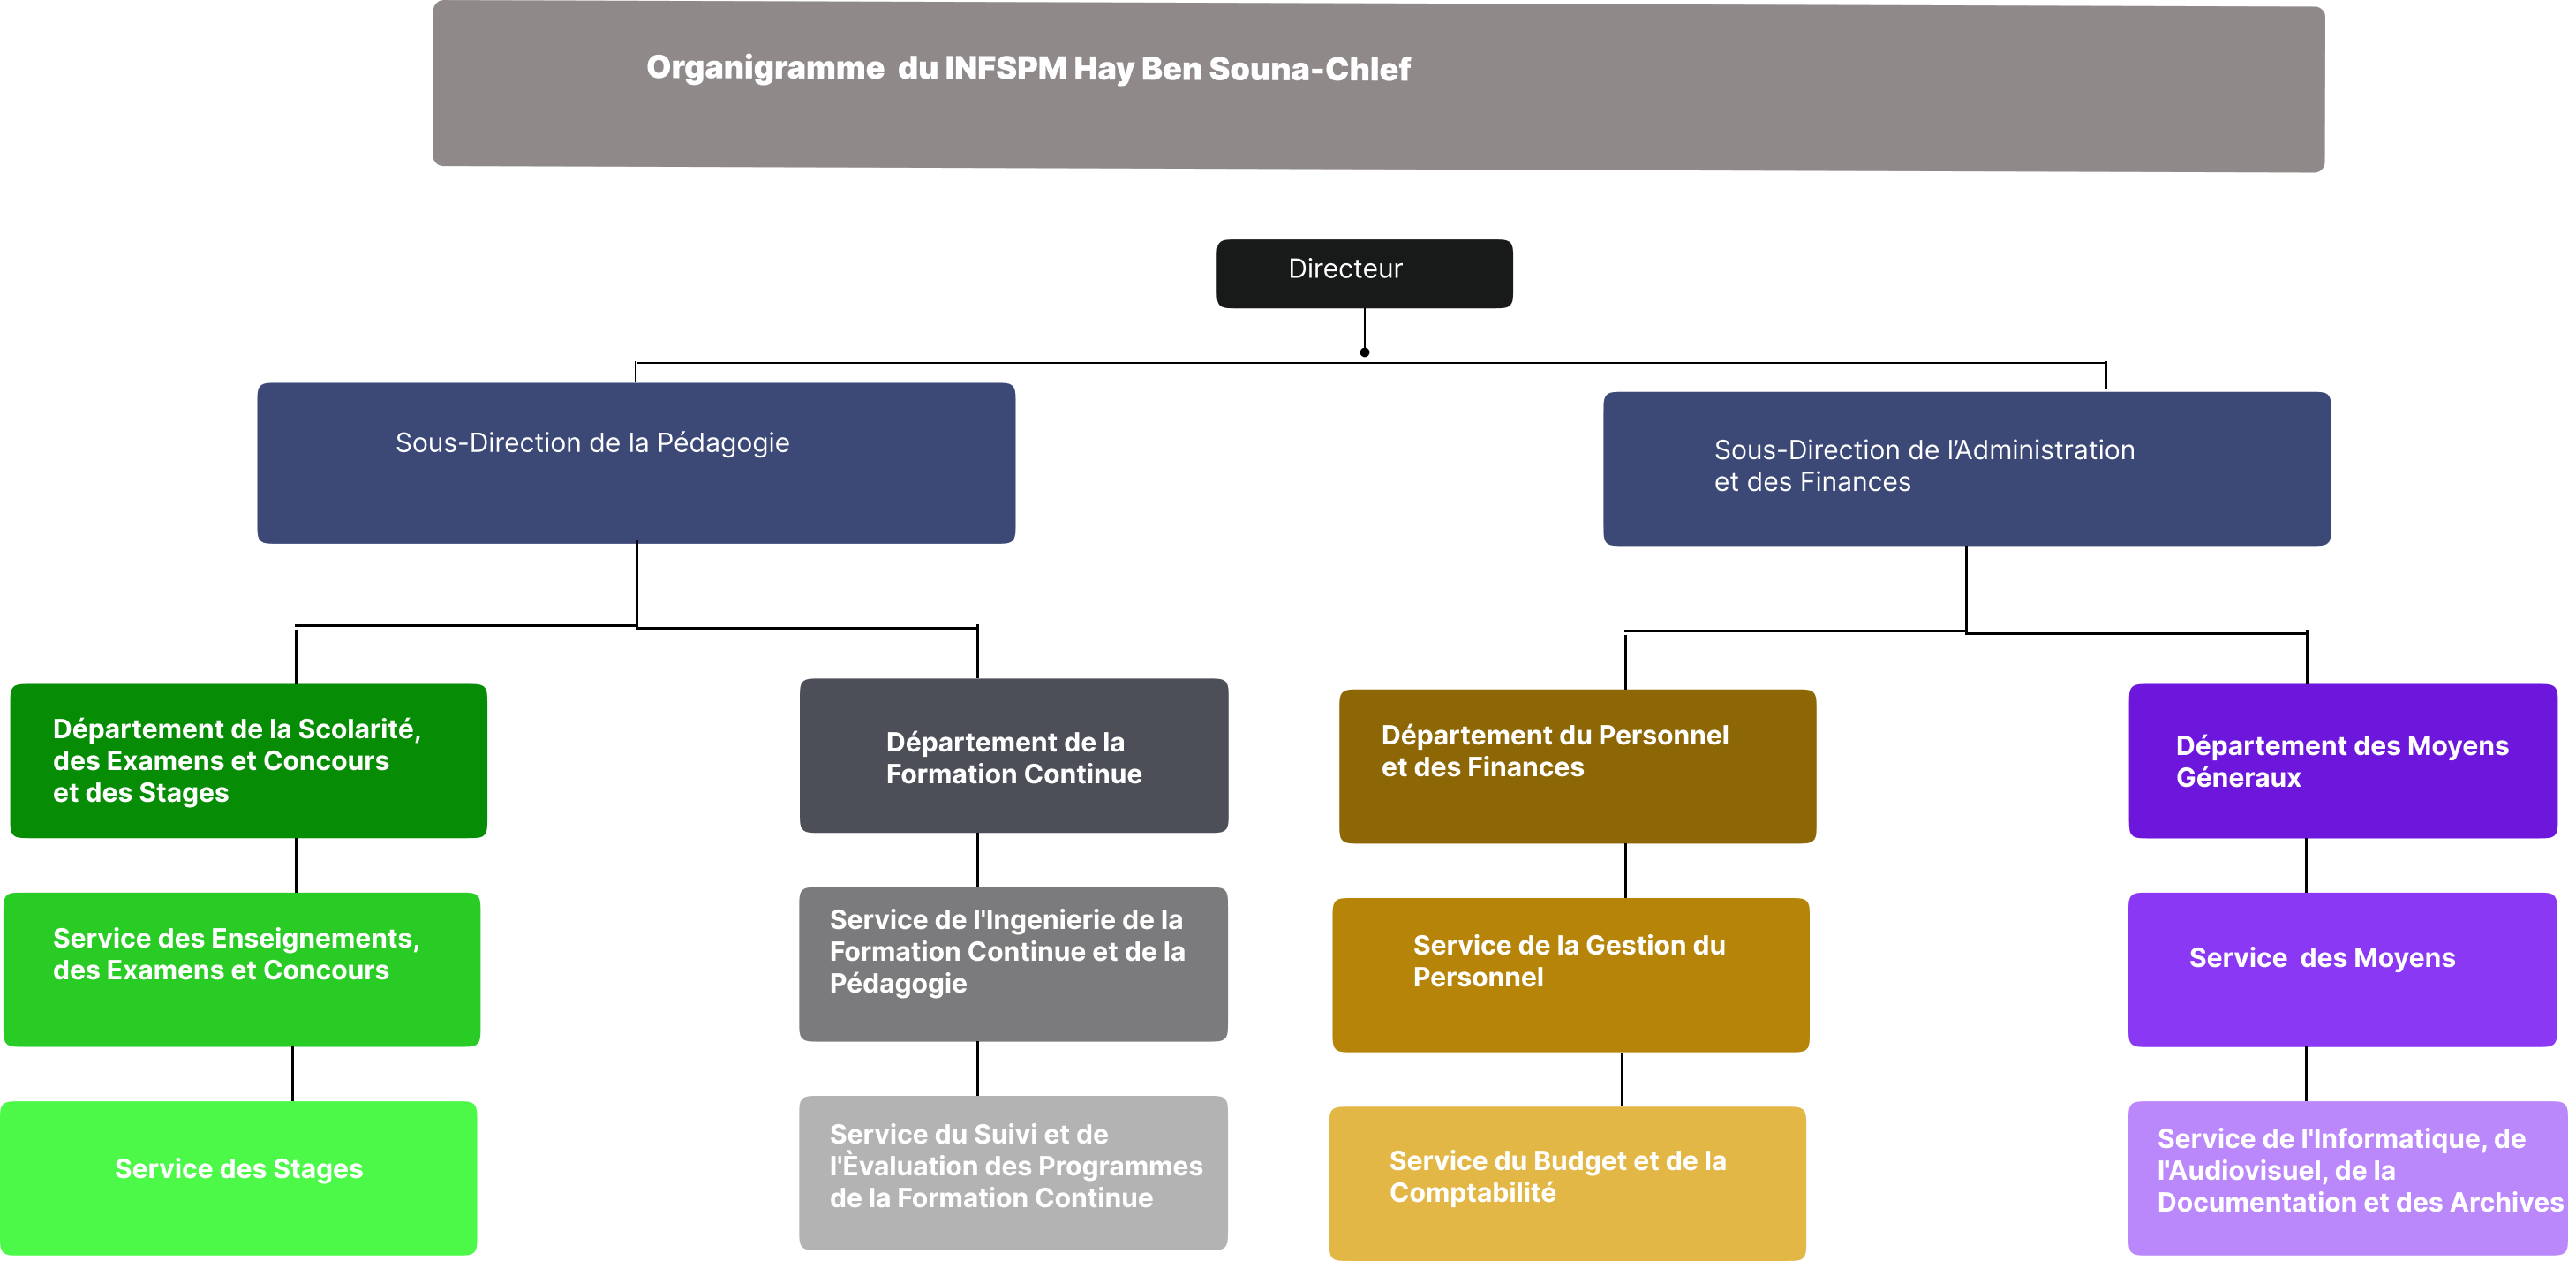 Organigramme  du INFSPM Hay Ben Souna-Chlef
Directeur
Sous-Direction de la Pédagogie
Sous-Direction de l’Administration
et des Finances
Département de la Scolarité,
des Examens et Concours
et des Stages
Département de la
Formation Continue
Département du Personnel
et des Finances
Département des Moyens
Géneraux
Service des Enseignements,
des Examens et Concours
Service de l'Ingenierie de la
Formation Continue et de la
Pédagogie
Service de la Gestion du
Personnel
Service  des Moyens
Service des Stages
Service du Suivi et de
l'Èvaluation des Programmes
de la Formation Continue
Service du Budget et de la
Comptabilité
Service de l'Informatique, de
l'Audiovisuel, de la
Documentation et des Archives